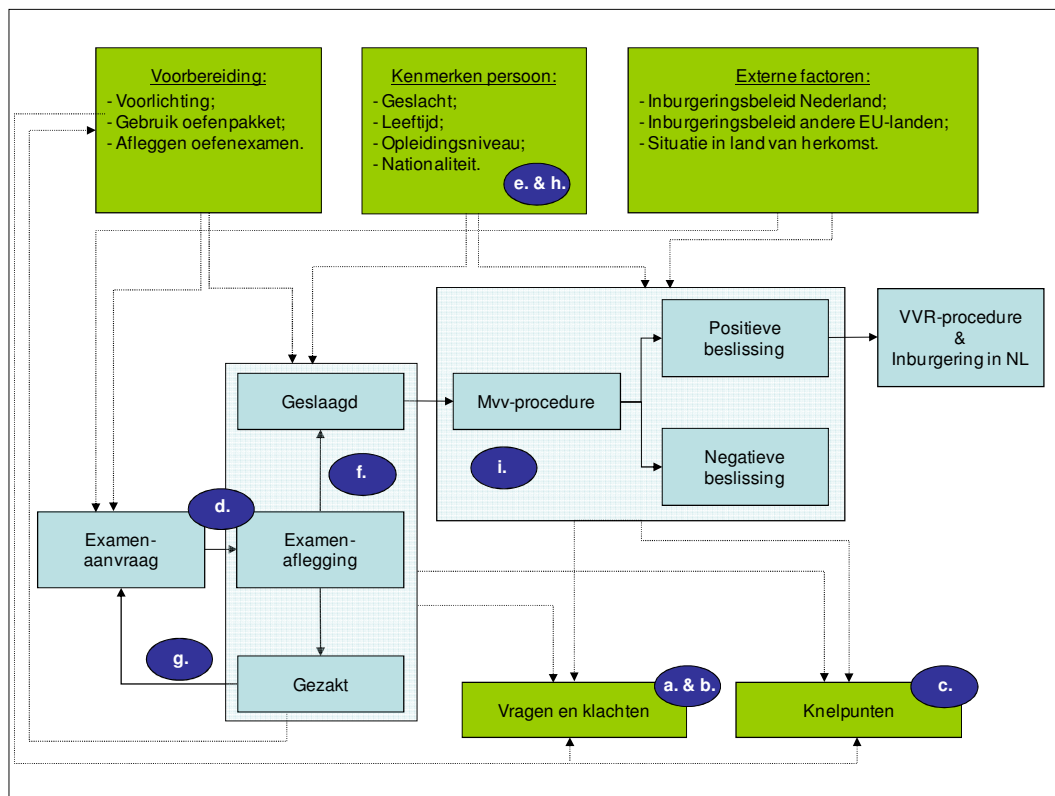 Voorbereiding:
- Voorlichting;
- Gebruik oefenpakket;
- Afleggen oefenexamen.
Kenmerken persoon:
- Geslacht;
- Leeftijd;
- Opleidingsniveau;
- Nationaliteit.
e. & h.
Externe factoren:
- Inburgeringsbeleid Nederland;
- Inburgeringsbeleid andere EU-landen;
- Situatie in land van herkomst.
Positieve
beslissing
VVR-procedure
&
Inburgering in NL
Geslaagd
Mvv-procedure
f.
i.
Negatieve
beslissing
d.
Examen-
aanvraag
Examen-
aflegging
g.
Gezakt
a. & b.
Vragen en klachten
c.
Knelpunten